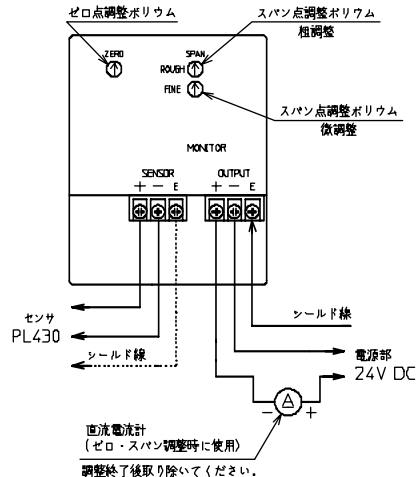 ゼロ点調整ボリウム
スパン点調整ボリウム
粗調整
ZERO
SPAN
ROUGH
FINE
スパン点調整ボリウム
微調整
MONITOR
SENSOR
OUTPUT
+ − E
+ − E
センサ
PL430
シールド線
シールド線
電源部
24V DC
− A +
直流電流計
(ゼロ・スパン調整時に使用)
調整終了後取り除いてください.